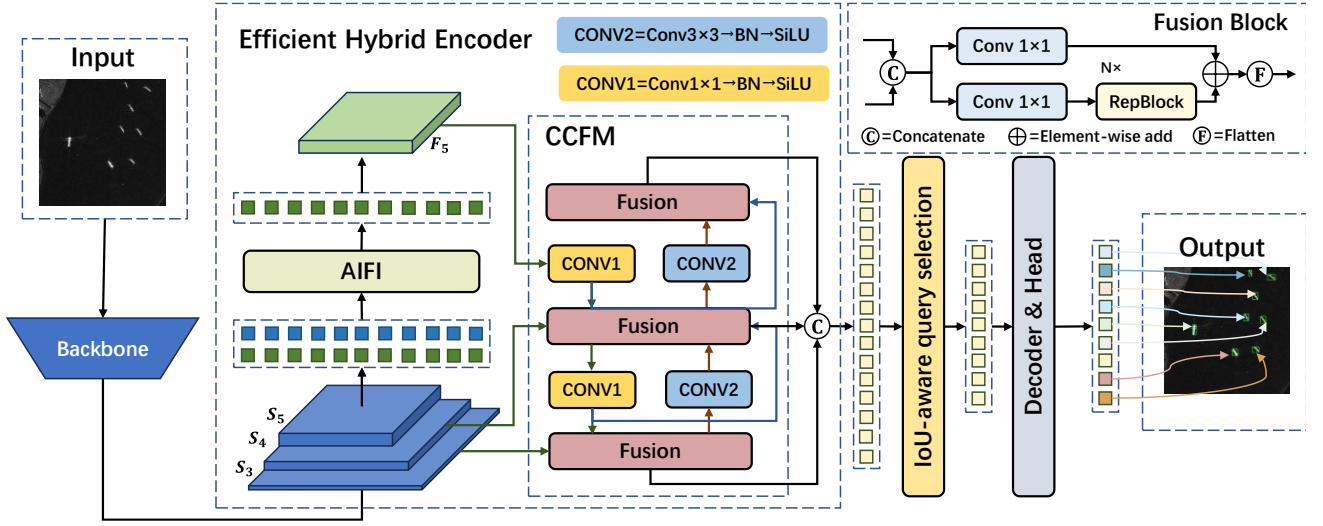 Input
Backbone
Efficient Hybrid Encoder
CONV2=Conv3×3→BN→SiLU
CONV1=Conv1×1→BN→SiLU
F₅
AIFI
S₅
S₄
S₃
CCFM
Fusion
CONV1
CONV2
Fusion
CONV1
CONV2
Fusion
C
Fusion Block
C
Conv 1×1
Conv 1×1
N×
RepBlock
F
C=Concatenate
⊕=Element-wise add
F=Flatten
IoU-aware query selection
Decoder & Head
Output